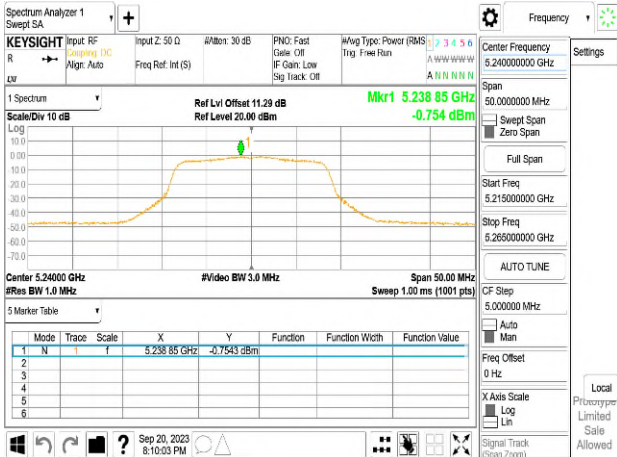 Spectrum Analyzer 1
Swept SA
Frequency
KEYSIGHT Input: RF
R
Coupling: DC
Align: Auto
Input Z: 50 Ω
Freq Ref: Int (S)
#Atten: 30 dB
PNO: Fast
Gate: Off
IF Gain: Low
Sig Track: Off
#Avg Type: Power (RMS
Trig: Free Run
1 2 3 4 5 6
A W W W W W
A N N N N N
1 Spectrum
Scale/Div 10 dB
Ref Lvl Offset 11.29 dB
Ref Level 20.00 dBm
Mkr1 5.238 85 GHz
-0.754 dBm
Log
10.0
0.00
-10.0
-20.0
-30.0
-40.0
-50.0
-60.0
-70.0
1
Center 5.24000 GHz
#Res BW 1.0 MHz
#Video BW 3.0 MHz
Span 50.00 MHz
Sweep 1.00 ms (1001 pts)
5 Marker Table
Mode Trace Scale X Y Function Function Width Function Value
1 N 1 f 5.238 85 GHz -0.7543 dBm
2
3
4
5
6
Sep 20, 2023
8:10:03 PM
Center Frequency
5.240000000 GHz
Span
50.0000000 MHz
Swept Span
Zero Span
Full Span
Start Freq
5.215000000 GHz
Stop Freq
5.265000000 GHz
AUTO TUNE
CF Step
5.000000 MHz
Auto
Man
Freq Offset
0 Hz
X Axis Scale
Log
Lin
Signal Track
(Span Zoom)
Settings
Local
Prototype
Limited
Sale
Allowed